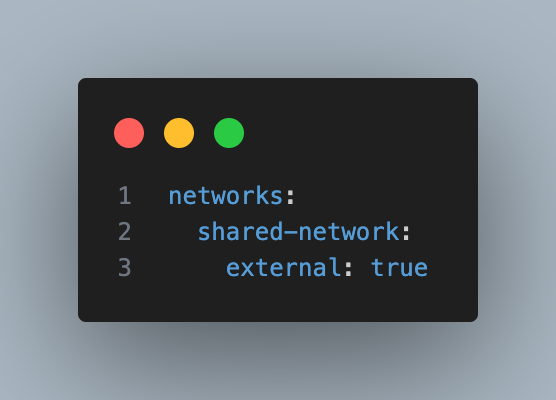 1 networks:
2   shared-network:
3     external: true